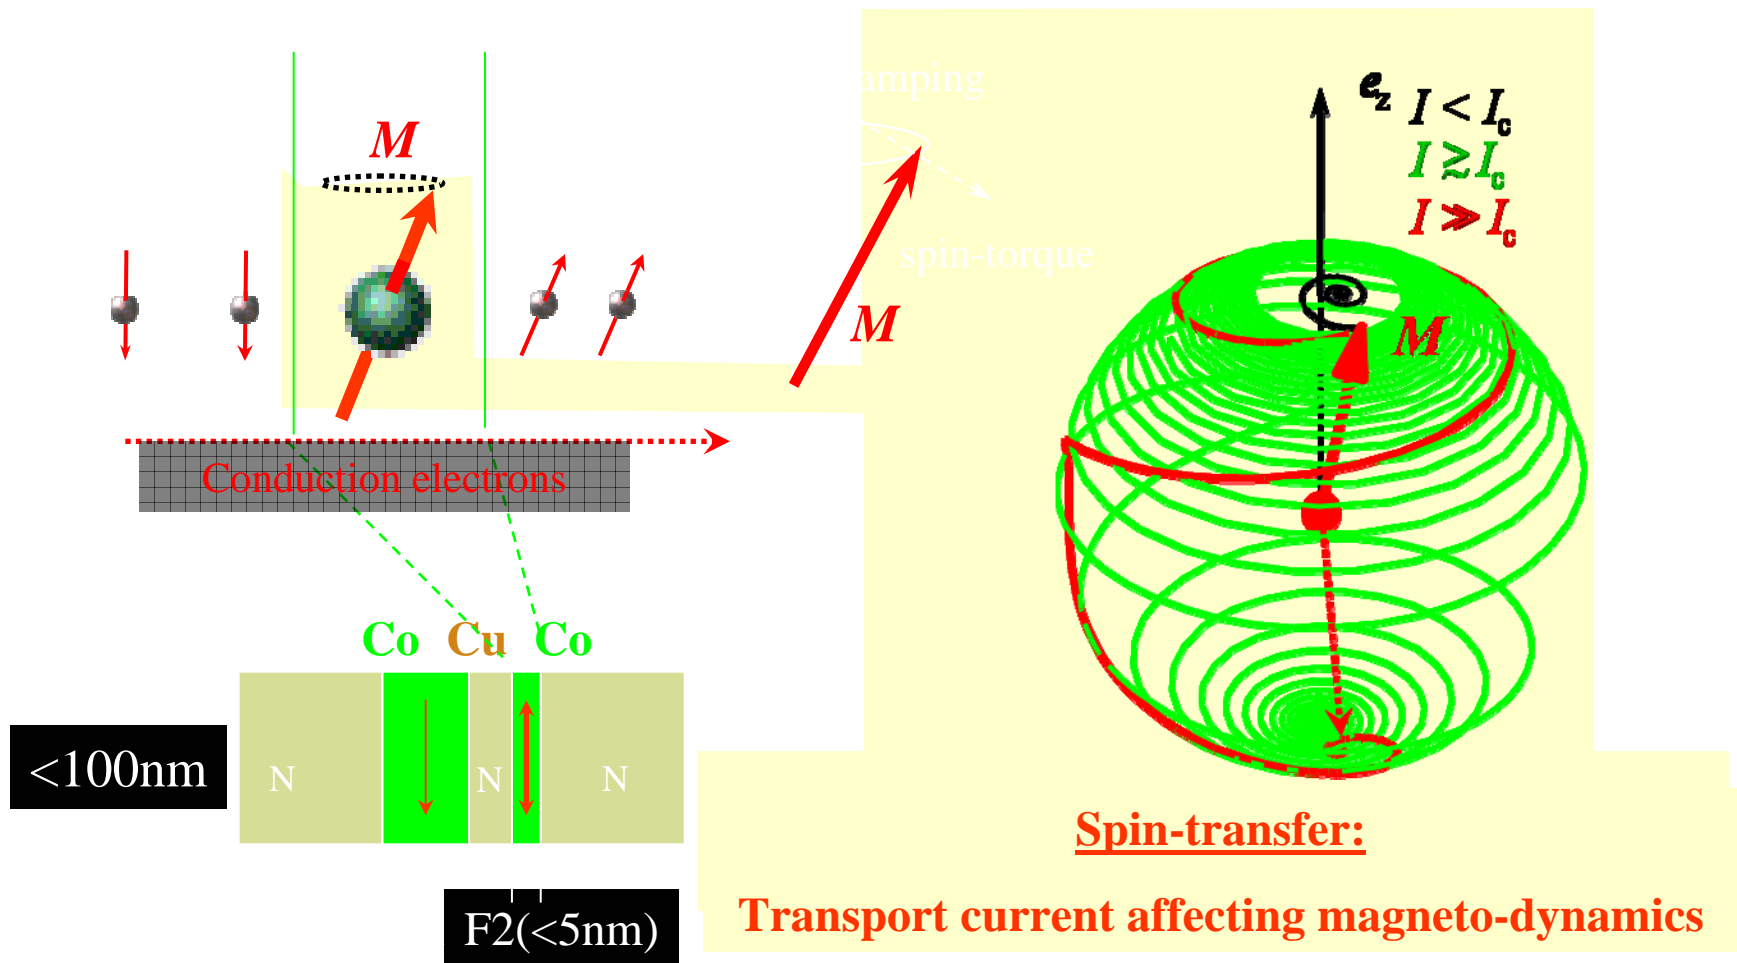 amping
e_z
I < I_c
I ≳ I_c
I ≫ I_c
M
spin-torque
M
M
Conduction electrons
Co Cu Co
<100nm
N N N
F2(<5nm)
Spin-transfer:
Transport current affecting magneto-dynamics